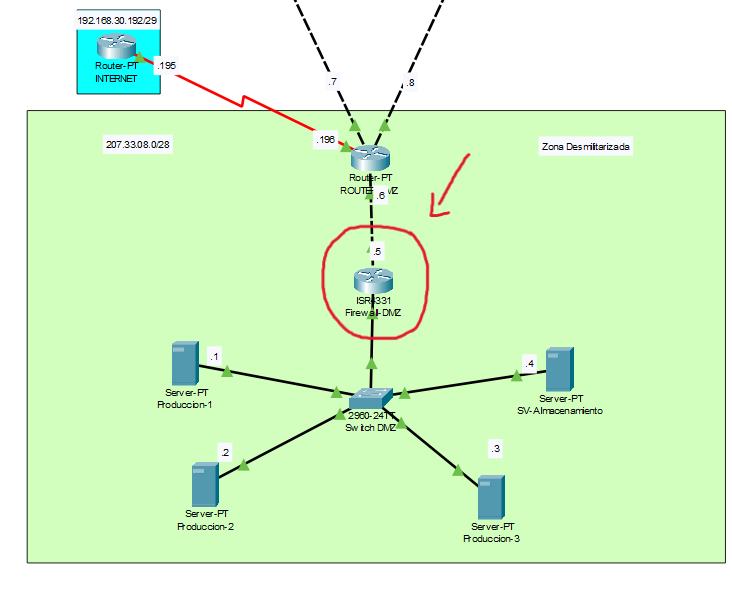 192.168.30.192/29
Router-PT
INTERNET
.195
.7
.8
.196
207.33.08.0/28
Zona Desmilitarizada
Router-PT
.6
.5
ISR4331
Firewall-DMZ
.1
Server-PT
Produccion-1
.4
Server-PT
SV-Almacenamiento
2960-24TT
Switch DMZ
.2
Server-PT
Produccion-2
.3
Server-PT
Produccion-3